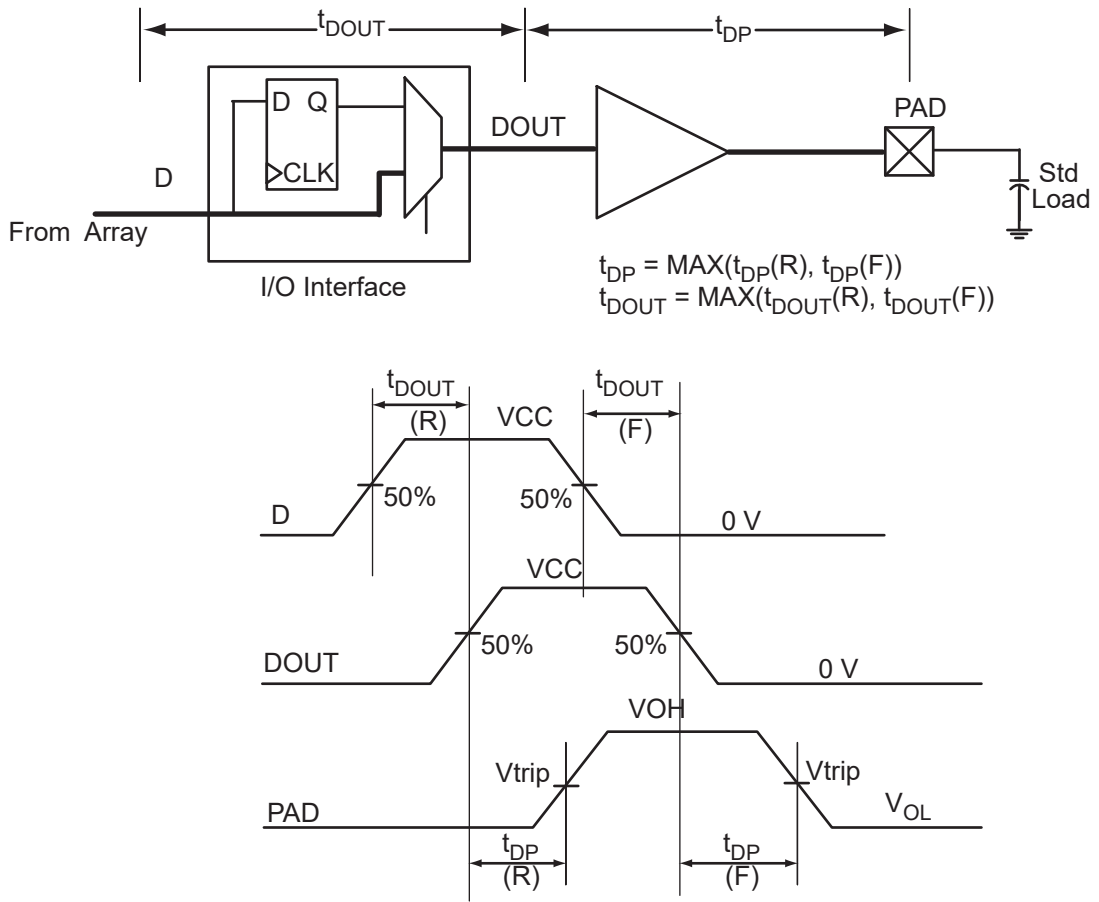 tDOUT
tDP
D Q
CLK
D
From Array
I/O Interface
DOUT
PAD
Std
Load
tDP = MAX(tDP(R), tDP(F))
tDOUT = MAX(tDOUT(R), tDOUT(F))
tDOUT
(R)
VCC
tDOUT
(F)
50%
50%
D
0 V
VCC
50%
50%
DOUT
0 V
VOH
Vtrip
Vtrip
PAD
VOL
tDP
(R)
tDP
(F)